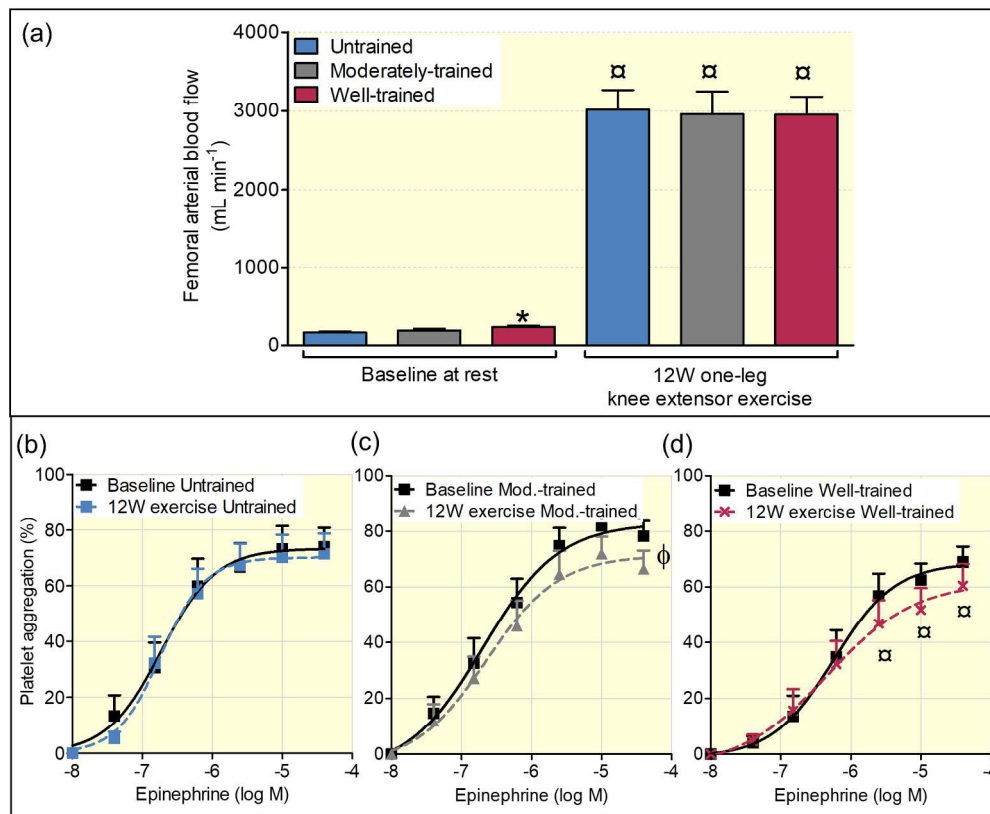 (a)
Untrained
Moderately-trained
Well-trained
Femoral arterial blood flow
(mL min⁻¹)
4000
3000
2000
1000
0
*
¤
¤
¤
Baseline at rest
12W one-leg
knee extensor exercise
(b)
Baseline Untrained
12W exercise Untrained
Platelet aggregation (%)
100
80
60
40
20
0
-8
-7
-6
-5
-4
Epinephrine (log M)
(c)
Baseline Mod.-trained
12W exercise Mod.-trained
100
80
60
40
20
0
ϕ
-8
-7
-6
-5
-4
Epinephrine (log M)
(d)
Baseline Well-trained
12W exercise Well-trained
100
80
60
40
20
0
¤
¤
¤
-8
-7
-6
-5
-4
Epinephrine (log M)